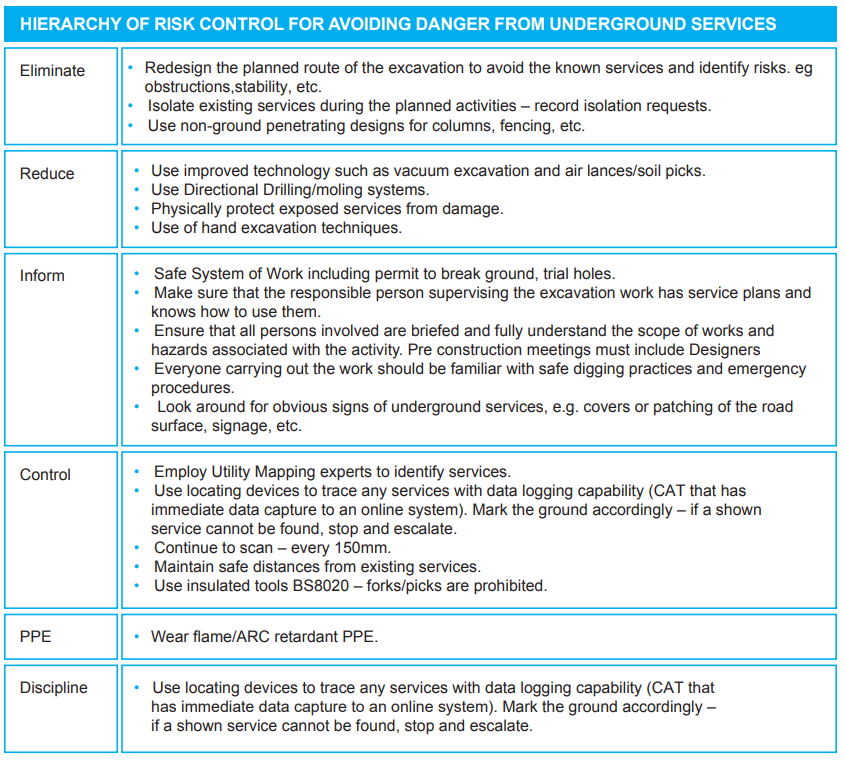 HIERARCHY OF RISK CONTROL FOR AVOIDING DANGER FROM UNDERGROUND SERVICES
Eliminate
• Redesign the planned route of the excavation to avoid the known services and identify risks. eg
obstructions,stability, etc.
• Isolate existing services during the planned activities – record isolation requests.
• Use non-ground penetrating designs for columns, fencing, etc.
Reduce
• Use improved technology such as vacuum excavation and air lances/soil picks.
• Use Directional Drilling/moling systems.
• Physically protect exposed services from damage.
• Use of hand excavation techniques.
Inform
• Safe System of Work including permit to break ground, trial holes.
• Make sure that the responsible person supervising the excavation work has service plans and
knows how to use them.
• Ensure that all persons involved are briefed and fully understand the scope of works and
hazards associated with the activity. Pre construction meetings must include Designers
• Everyone carrying out the work should be familiar with safe digging practices and emergency
procedures.
• Look around for obvious signs of underground services, e.g. covers or patching of the road
surface, signage, etc.
Control
• Employ Utility Mapping experts to identify services.
• Use locating devices to trace any services with data logging capability (CAT that has
immediate data capture to an online system). Mark the ground accordingly – if a shown
service cannot be found, stop and escalate.
• Continue to scan – every 150mm.
• Maintain safe distances from existing services.
• Use insulated tools BS8020 – forks/picks are prohibited.
PPE
• Wear flame/ARC retardant PPE.
Discipline
• Use locating devices to trace any services with data logging capability (CAT that
has immediate data capture to an online system). Mark the ground accordingly –
if a shown service cannot be found, stop and escalate.